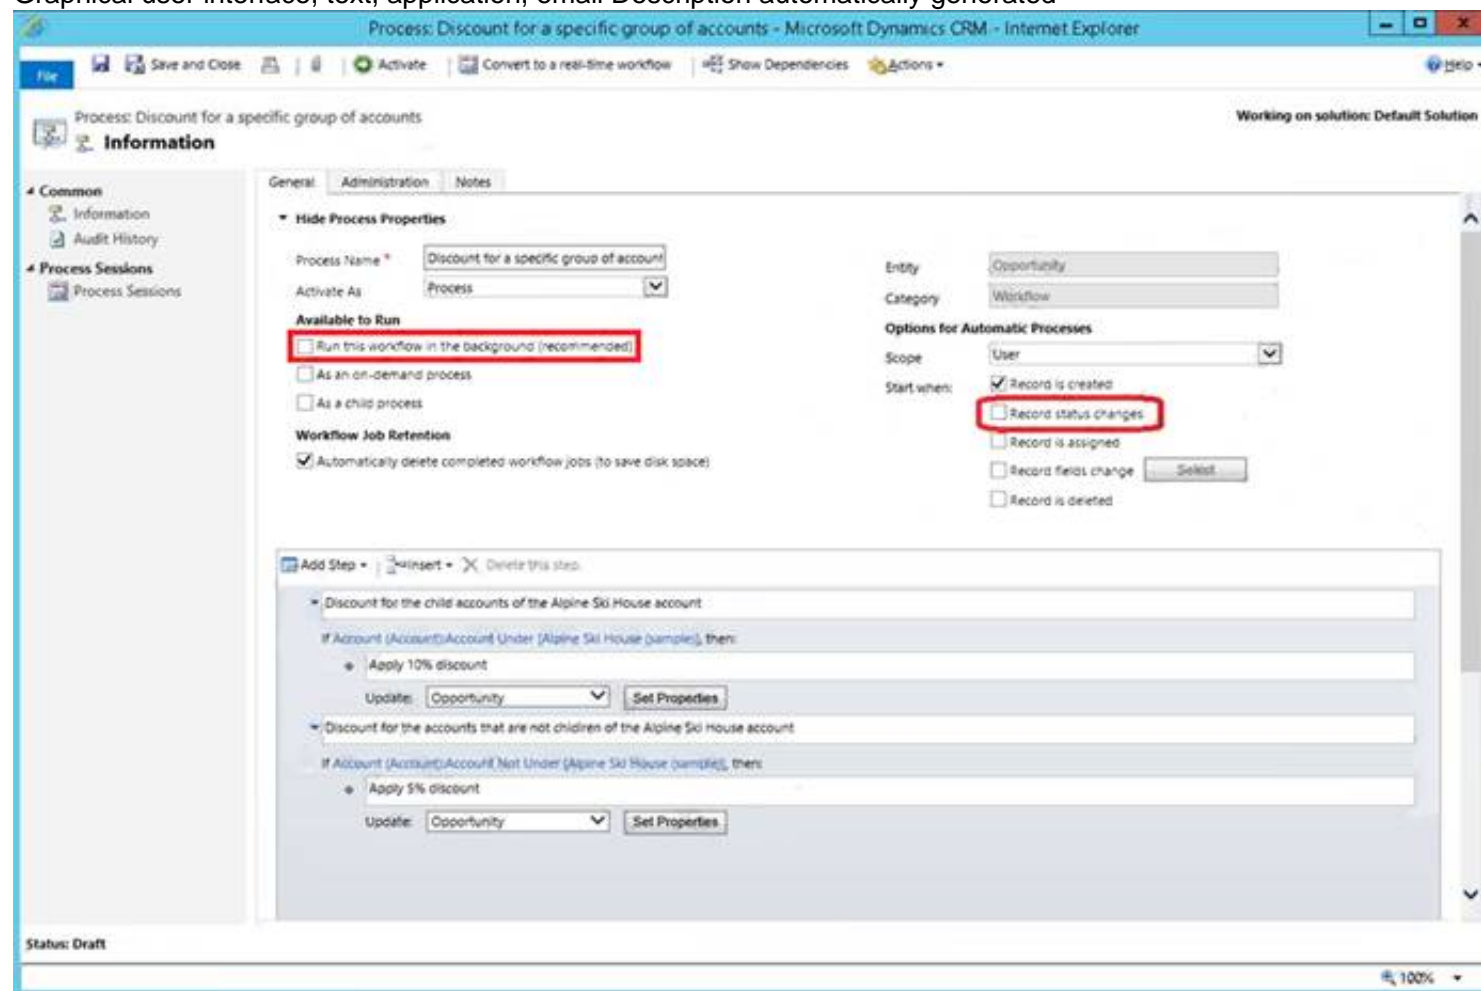 Graphical user interface, text, application, email Description automatically generated
Process: Discount for a specific group of accounts - Microsoft Dynamics CRM - Internet Explorer
File Save and Close Activate Convert to a real-time workflow Show Dependencies Actions Help
Process: Discount for a specific group of accounts
Information
Working on solution: Default Solution
Common
Information
Audit History
Process Sessions
Process Sessions
General Administration Notes
Hide Process Properties
Process Name * Discount for a specific group of account
Activate As Process
Available to Run
Run this workflow in the background (recommended)
As an on-demand process
As a child process
Workflow Job Retention
Automatically delete completed workflow jobs (to save disk space)
Entity Opportunity
Category Workflow
Options for Automatic Processes
Scope User
Start when: Record is created
Record status changes
Record is assigned
Record fields change Select
Record is deleted
Add Step Insert Delete this step.
Discount for the child accounts of the Alpine Ski House account
If Account (Account):Account Under [Alpine Ski House (sample)], then:
Apply 10% discount
Update: Opportunity Set Properties
Discount for the accounts that are not children of the Alpine Ski House account
If Account (Account):Account Not Under [Alpine Ski House (sample)], then:
Apply 5% discount
Update: Opportunity Set Properties
Status: Draft
100%